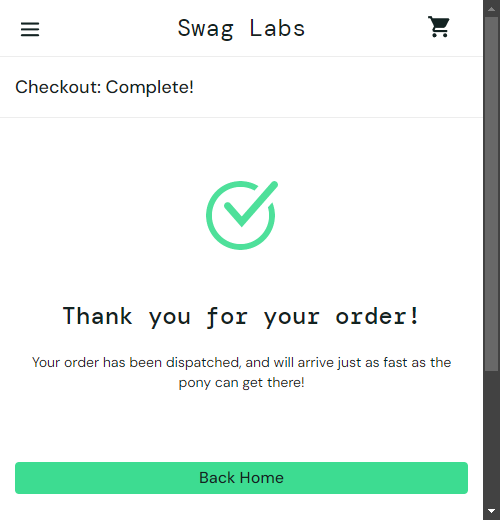 Swag Labs
Checkout: Complete!
Thank you for your order!
Your order has been dispatched, and will arrive just as fast as the
pony can get there!
Back Home